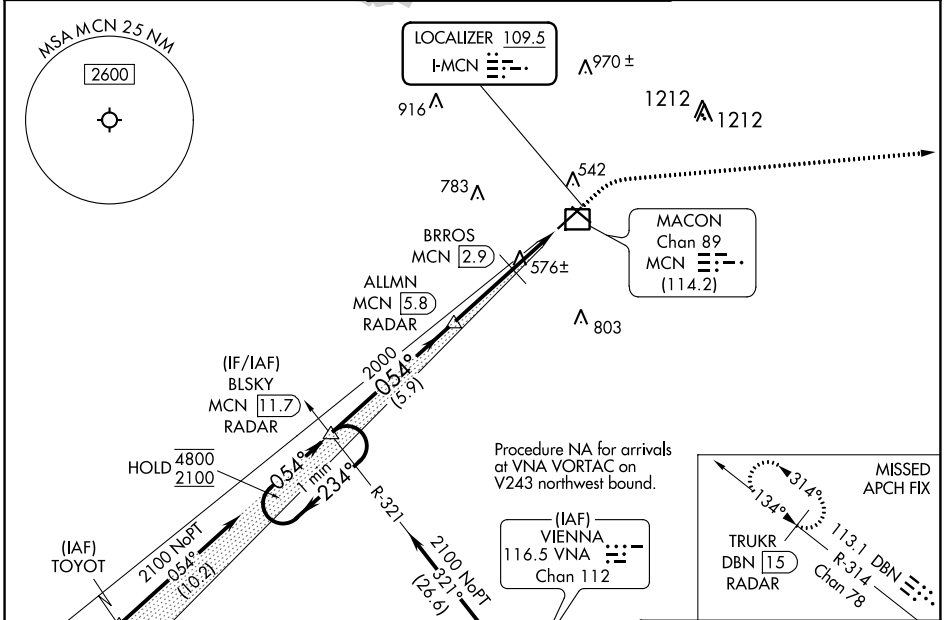 MSA MCN 25 NM
2600
LOCALIZER 109.5
I-MCN
970 ±
916
1212
1212
542
783
MACON
Chan 89
MCN
(114.2)
BRROS
MCN 2.9
576±
ALLMN
MCN 5.8
RADAR
803
2000
054°
(5.9)
(IF/IAF)
BLSKY
MCN 11.7
RADAR
HOLD 4800
2100
054°
1 min
234°
R-321
Procedure NA for arrivals
at VNA VORTAC on
V243 northwest bound.
(IAF)
VIENNA
116.5 VNA
Chan 112
2100 NoPT
321°
(26.6)
(IAF)
TOYOT
2100 NoPT
054°
(10.2)
MISSED
APCH FIX
314°
134°
TRUKR
DBN 15
RADAR
113.1 DBN
R-314
Chan 78